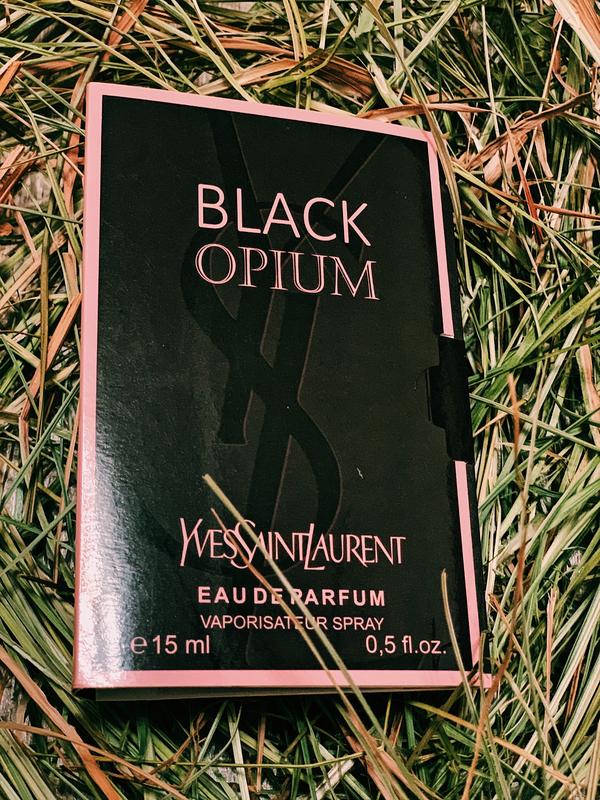 BLACK
OPIUM
YVESSAINTLAURENT
EAU DE PARFUM
VAPORISATEUR SPRAY
℮15 ml 0,5 fl.oz.